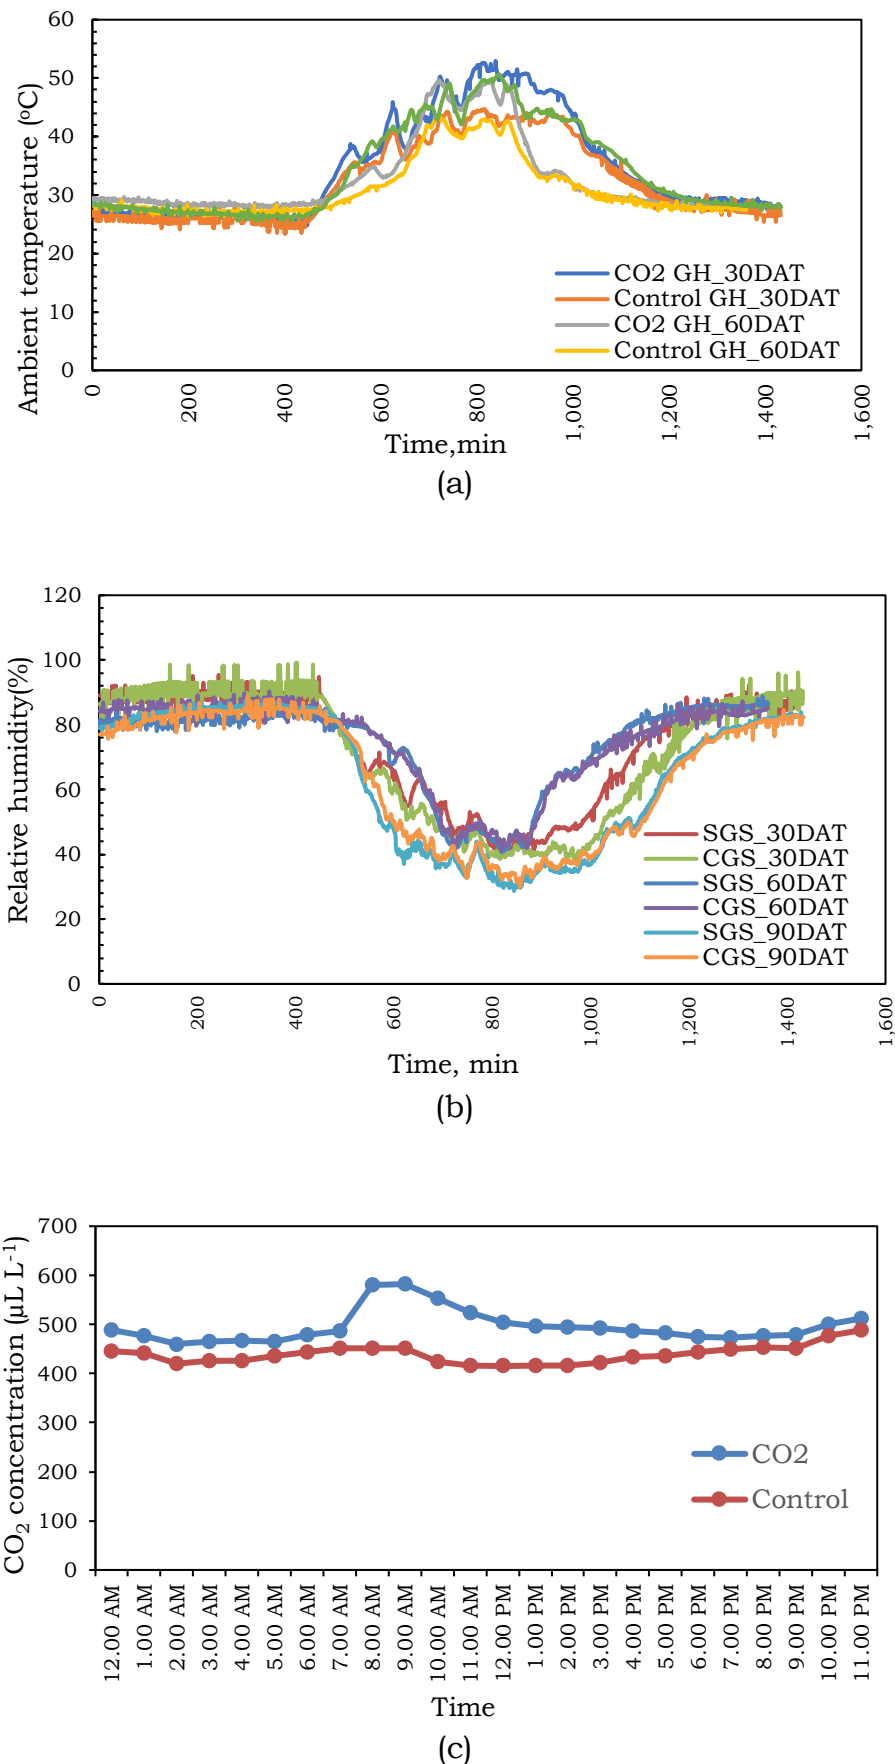 60
50
40
30
20
10
0
Ambient temperature (ºC)
CO2 GH_30DAT
Control GH_30DAT
CO2 GH_60DAT
Control GH_60DAT
0
200
400
600
800
1,000
1,200
1,400
1,600
Time,min
(a)
120
100
80
60
40
20
0
Relative humidity(%)
SGS_30DAT
CGS_30DAT
SGS_60DAT
CGS_60DAT
SGS_90DAT
CGS_90DAT
0
200
400
600
800
1,000
1,200
1,400
1,600
Time, min
(b)
700
600
500
400
300
200
100
0
CO₂ concentration (µL L⁻¹)
CO2
Control
12.00 AM
1.00 AM
2.00 AM
3.00 AM
4.00 AM
5.00 AM
6.00 AM
7.00 AM
8.00 AM
9.00 AM
10.00 AM
11.00 AM
12.00 PM
1.00 PM
2.00 PM
3.00 PM
4.00 PM
5.00 PM
6.00 PM
7.00 PM
8.00 PM
9.00 PM
10.00 PM
11.00 PM
Time
(c)